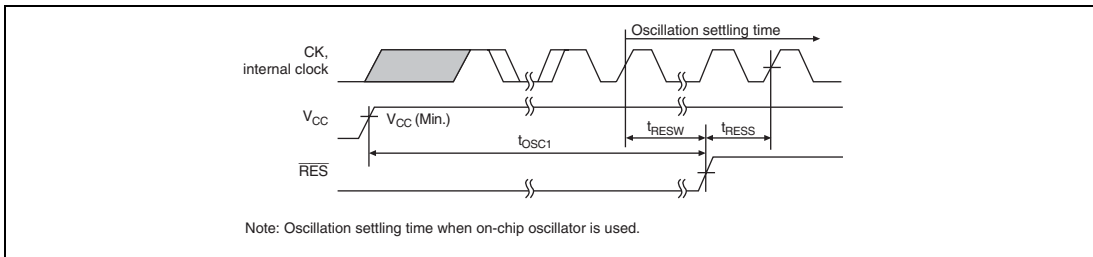 Oscillation settling time
CK,
internal clock
VCC
VCC (Min.)
tRESW
tRESS
tOSC1
RES
Note: Oscillation settling time when on-chip oscillator is used.